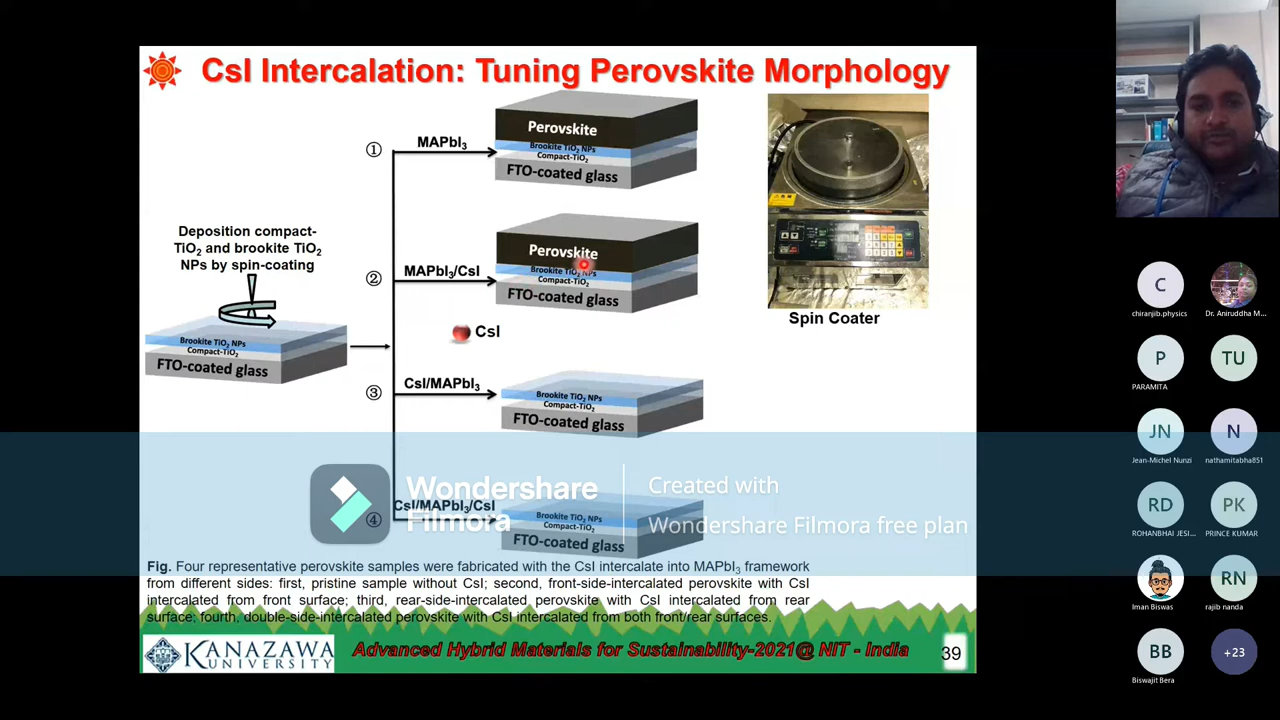 CsI Intercalation: Tuning Perovskite Morphology
①
MAPbI₃
Perovskite
Brookite TiO₂ NPs
Compact-TiO₂
FTO-coated glass
Deposition compact-
TiO₂ and brookite TiO₂
NPs by spin-coating
Brookite TiO₂ NPs
Compact-TiO₂
FTO-coated glass
②
MAPbI₃/CsI
Perovskite
Brookite TiO₂ NPs
Compact-TiO₂
FTO-coated glass
CsI
③
CsI/MAPbI₃
Brookite TiO₂ NPs
Compact-TiO₂
FTO-coated glass
④
CsI/MAPbI₃/CsI
Brookite TiO₂ NPs
Compact-TiO₂
FTO-coated glass
Spin Coater
Wondershare
Filmora
Created with
Wondershare Filmora free plan
Fig. Four representative perovskite samples were fabricated with the CsI intercalate into MAPbI₃ framework
from different sides: first, pristine sample without CsI; second, front-side-intercalated perovskite with CsI
intercalated from front surface; third, rear-side-intercalated perovskite with CsI intercalated from rear
surface; fourth, double-side-intercalated perovskite with CsI intercalated from both front/rear surfaces.
KANAZAWA
UNIVERSITY
Advanced Hybrid Materials for Sustainability-2021@ NIT - India
39
C
chiranjib.physics
Dr. Aniruddha M...
P
PARAMITA
TU
JN
Jean-Michel Nunzi
N
nathamitabha851
RD
ROHANBHAI JESI...
PK
PRINCE KUMAR
Iman Biswas
RN
rajib nanda
BB
Biswajit Bera
+23